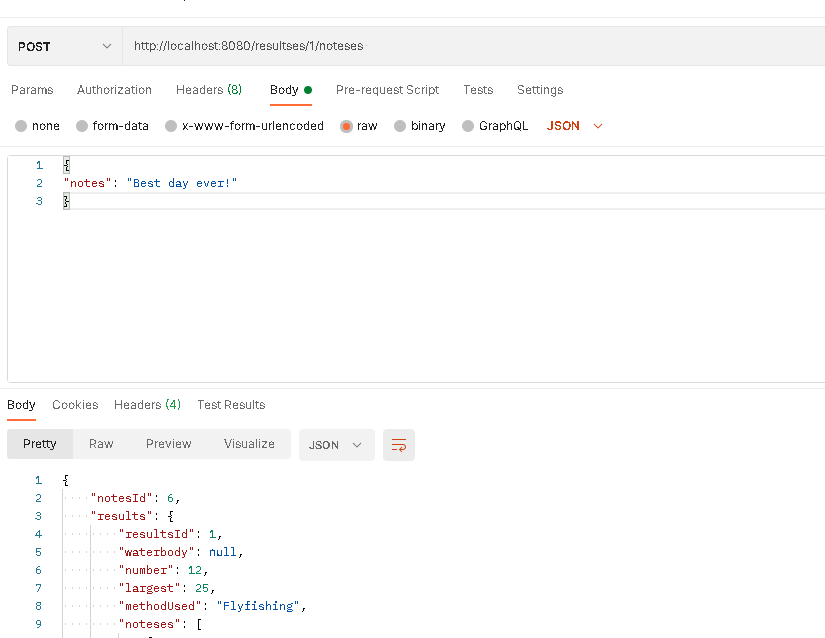 POST http://localhost:8080/resultses/1/noteses
Params Authorization Headers (8) Body Pre-request Script Tests Settings
none form-data x-www-form-urlencoded raw binary GraphQL JSON
1 {
2 "notes": "Best day ever!"
3 }
Body Cookies Headers (4) Test Results
Pretty Raw Preview Visualize JSON
1 {
2 "notesId": 6,
3 "results": {
4 "resultsId": 1,
5 "waterbody": null,
6 "number": 12,
7 "largest": 25,
8 "methodUsed": "Flyfishing",
9 "noteses": [